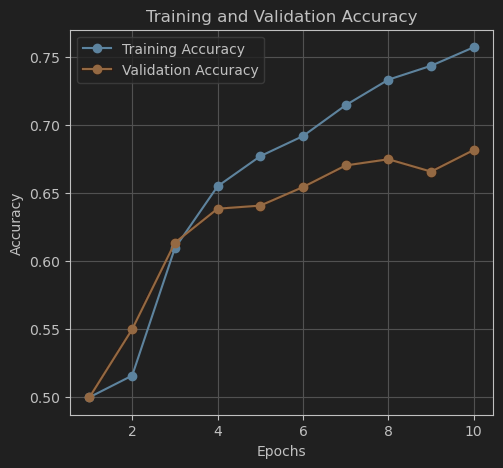 Training and Validation Accuracy
Training Accuracy
Validation Accuracy
Accuracy
0.75
0.70
0.65
0.60
0.55
0.50
2 4 6 8 10
Epochs